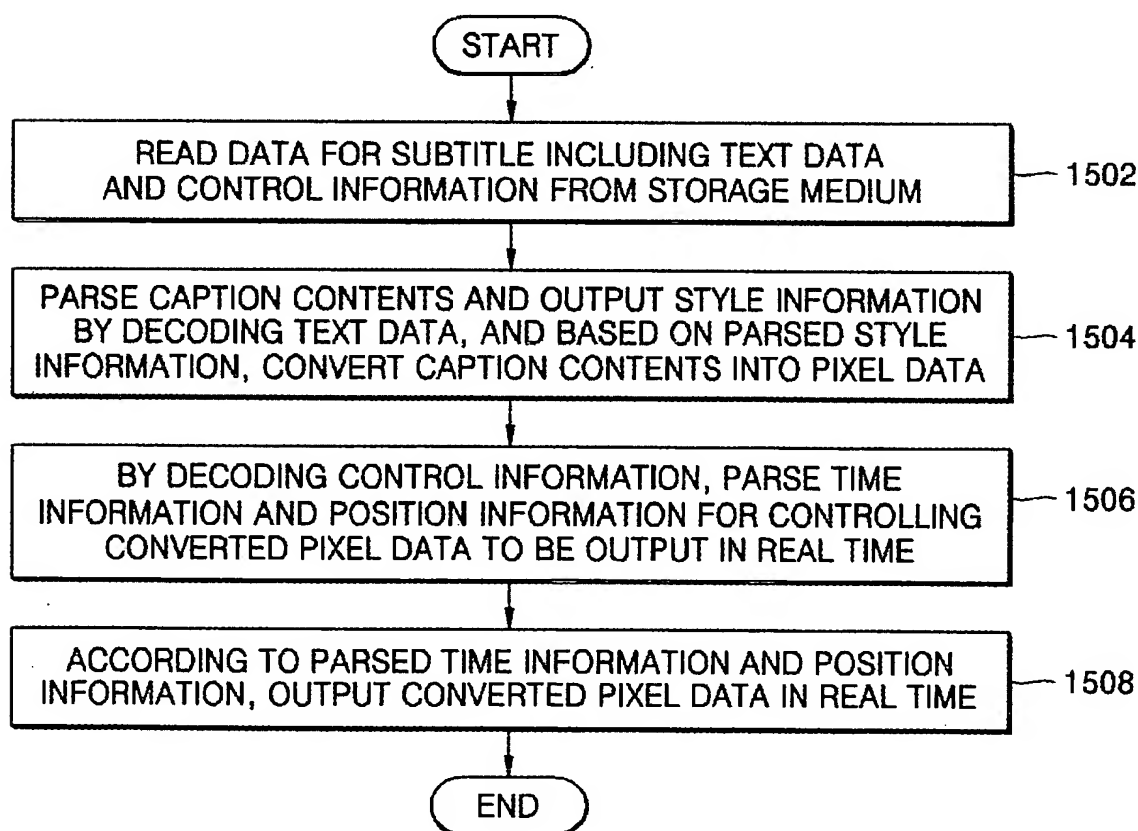 START
READ DATA FOR SUBTITLE INCLUDING TEXT DATA
AND CONTROL INFORMATION FROM STORAGE MEDIUM
1502
PARSE CAPTION CONTENTS AND OUTPUT STYLE INFORMATION
BY DECODING TEXT DATA, AND BASED ON PARSED STYLE
INFORMATION, CONVERT CAPTION CONTENTS INTO PIXEL DATA
1504
BY DECODING CONTROL INFORMATION, PARSE TIME
INFORMATION AND POSITION INFORMATION FOR CONTROLLING
CONVERTED PIXEL DATA TO BE OUTPUT IN REAL TIME
1506
ACCORDING TO PARSED TIME INFORMATION AND POSITION
INFORMATION, OUTPUT CONVERTED PIXEL DATA IN REAL TIME
1508
END